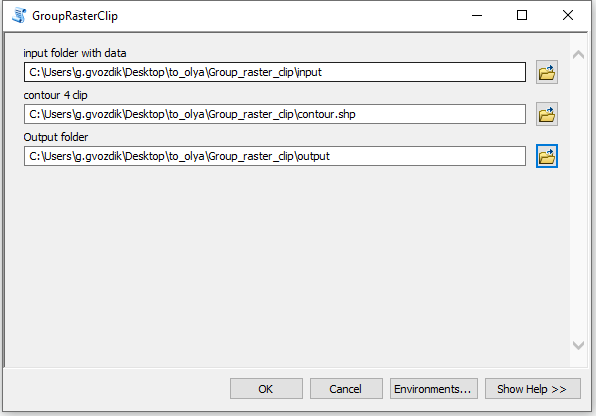 GroupRasterClip
input folder with data
C:\Users\g.gvozdik\Desktop\to_olya\Group_raster_clip\input
contour 4 clip
C:\Users\g.gvozdik\Desktop\to_olya\Group_raster_clip\contour.shp
Output folder
C:\Users\g.gvozdik\Desktop\to_olya\Group_raster_clip\output
OK Cancel Environments... Show Help >>